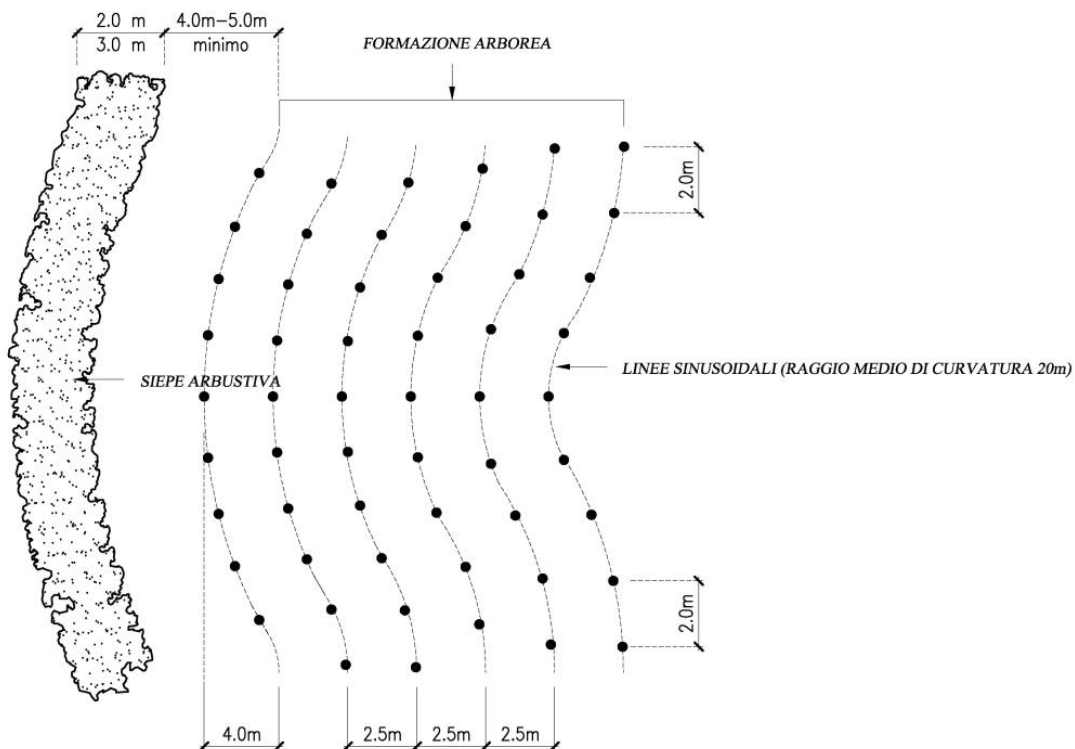 2.0 m
3.0 m
4.0m-5.0m
minimo
FORMAZIONE ARBOREA
2.0m
SIEPE ARBUSTIVA
LINEE SINUSOIDALI (RAGGIO MEDIO DI CURVATURA 20m)
2.0m
4.0m
2.5m
2.5m
2.5m